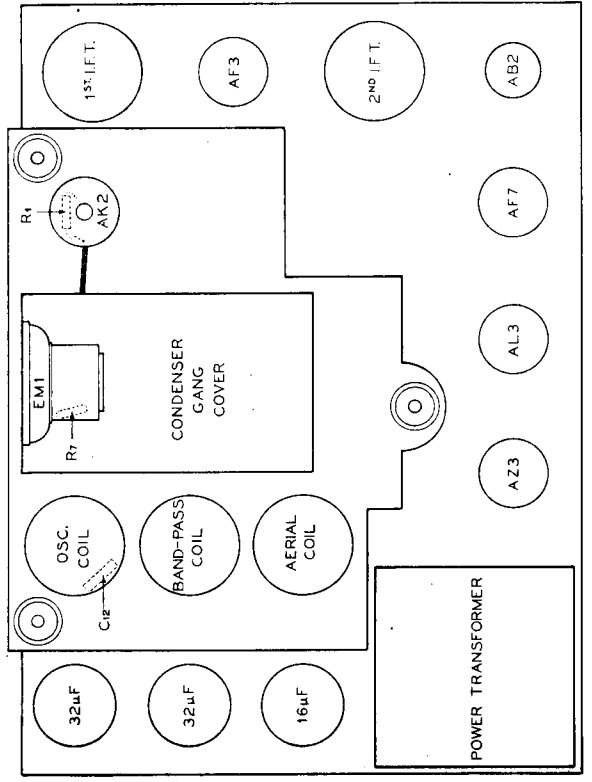 32µF
C12
OSC.
COIL
R7
EM1
R1
AK2
1ST. I.F.T.
32µF
BAND-PASS
COIL
CONDENSER
GANG
COVER
AF3
16µF
AERIAL
COIL
2ND I.F.T.
POWER TRANSFORMER
AZ3
AL3
AF7
AB2